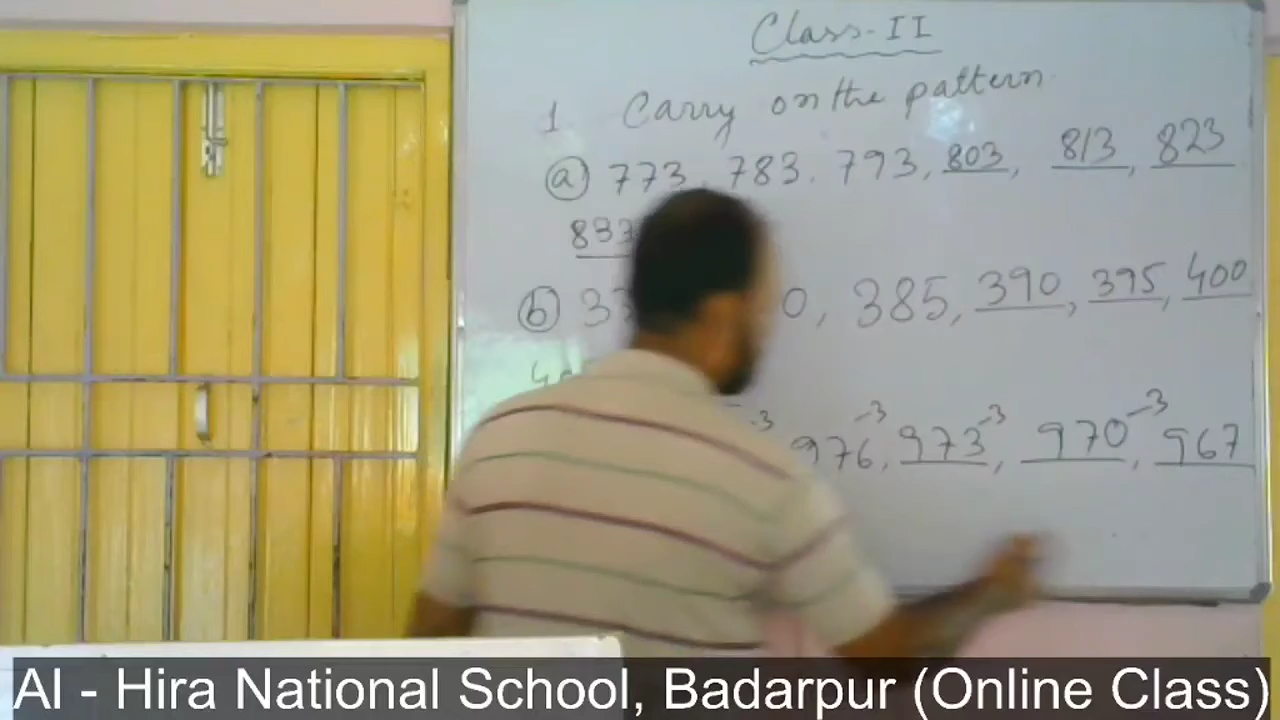 Class-II
1 Carry on the pattern.
(a) 773, 783, 793, 803, 813, 823
833
(b) 385, 390, 395, 400
-3 -3 -3 -3
976, 973, 970, 967
Al - Hira National School, Badarpur (Online Class)